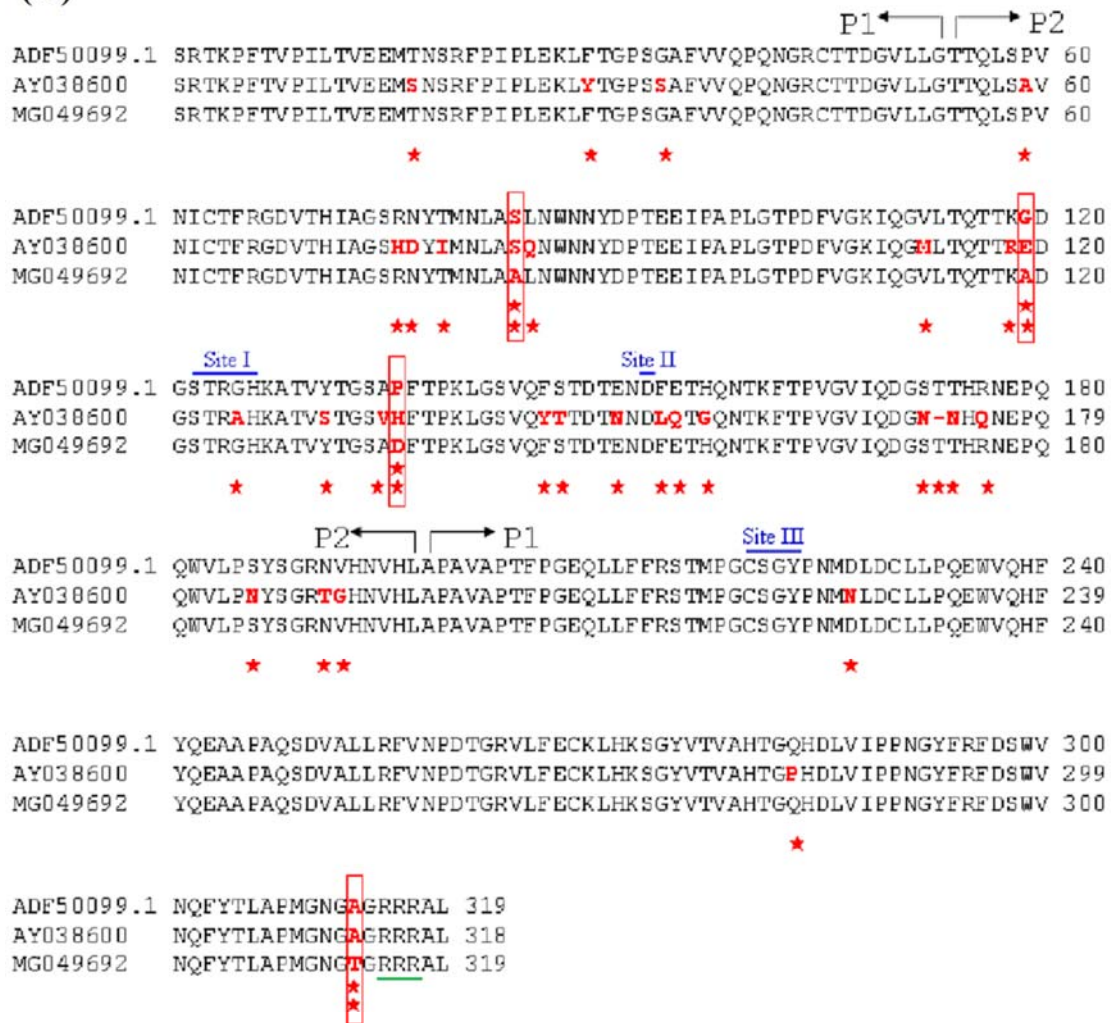 P1 P2
ADF50099.1 SRTKPFTVPILTVEEMTNSRFPIPLEKLFTGPSGAFVVQPQNGRCTTDGVLLGTTQLSPV 60
AY038600 SRTKPFTVPILTVEEMSNSRFPIPLEKLYTGPSSAFVVQPQNGRCTTDGVLLGTTQLSAV 60
MG049692 SRTKPFTVPILTVEEMTNSRFPIPLEKLFTGPSGAFVVQPQNGRCTTDGVLLGTTQLSPV 60
ADF50099.1 NICTFRGDVTHIAGSRNYTMNLASLNWNNYDPTEEIPAPLGTPDFVGKIQGVLTQTTKGD 120
AY038600 NICTFRGDVTHIAGSHDYIMNLASQNWNNYDPTEEIPAPLGTPDFVGKIQGMLTQTTRED 120
MG049692 NICTFRGDVTHIAGSRNYTMNLAALNWNNYDPTEEIPAPLGTPDFVGKIQGVLTQTTKAD 120
Site I Site II
ADF50099.1 GSTRGHKATVYTGSAPFTPKLGSVQFSTDTENDFETHQNTKFTPVGVIQDGSTTHRNEPQ 180
AY038600 GSTRAHKATVSTGSVHFTPKLGSVQYTTDTNNDLQTGQNTKFTPVGVIQDGN-NHQNEPQ 179
MG049692 GSTRGHKATVYTGSADFTPKLGSVQFSTDTENDFETHQNTKFTPVGVIQDGSTTHRNEPQ 180
P2 P1 Site III
ADF50099.1 QWVLPSYSGRNVHNVHLAPAVAPTFPGEQLLFFRSTMPGCSGYPNMDLDCLLPQEWVQHF 240
AY038600 QWVLPNYSGRTGHNVHLAPAVAPTFPGEQLLFFRSTMPGCSGYPNMNLDCLLPQEWVQHF 239
MG049692 QWVLPSYSGRNVHNVHLAPAVAPTFPGEQLLFFRSTMPGCSGYPNMDLDCLLPQEWVQHF 240
ADF50099.1 YQEAAPAQSDVALLRFVNPDTGRVLFECKLHKSGYVTVAHTGQHDLVIPPNGYFRFDSWV 300
AY038600 YQEAAPAQSDVALLRFVNPDTGRVLFECKLHKSGYVTVAHTGPHDLVIPPNGYFRFDSWV 299
MG049692 YQEAAPAQSDVALLRFVNPDTGRVLFECKLHKSGYVTVAHTGQHDLVIPPNGYFRFDSWV 300
ADF50099.1 NQFYTLAPMGNGAGRRRAL 319
AY038600 NQFYTLAPMGNGAGRRRAL 318
MG049692 NQFYTLAPMGNGTGRRRAL 319